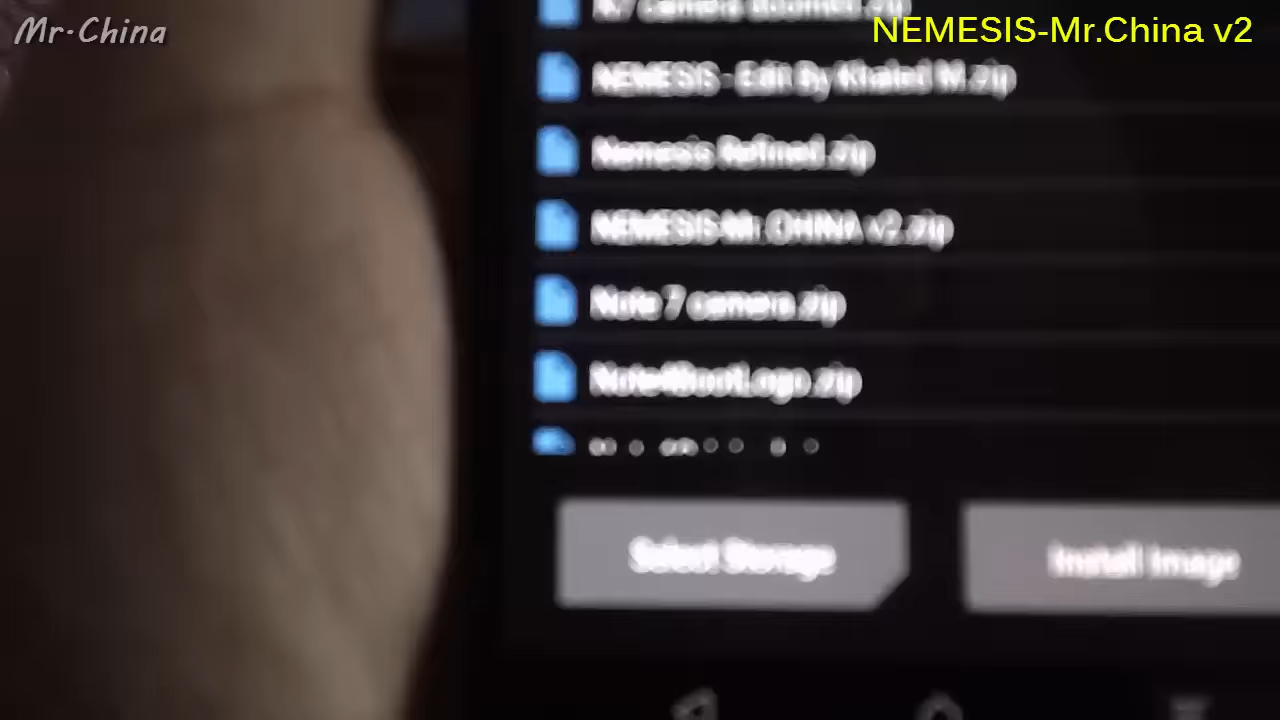 Mr.China
NEMESIS-Mr.China v2
NEMESIS - Edit by Khaled M.zip
Nemesis Refined.zip
NEMESIS-Mr.CHINA v2.zip
Note 7 camera.zip
Note4BootLogo.zip
Select Storage
Install Image